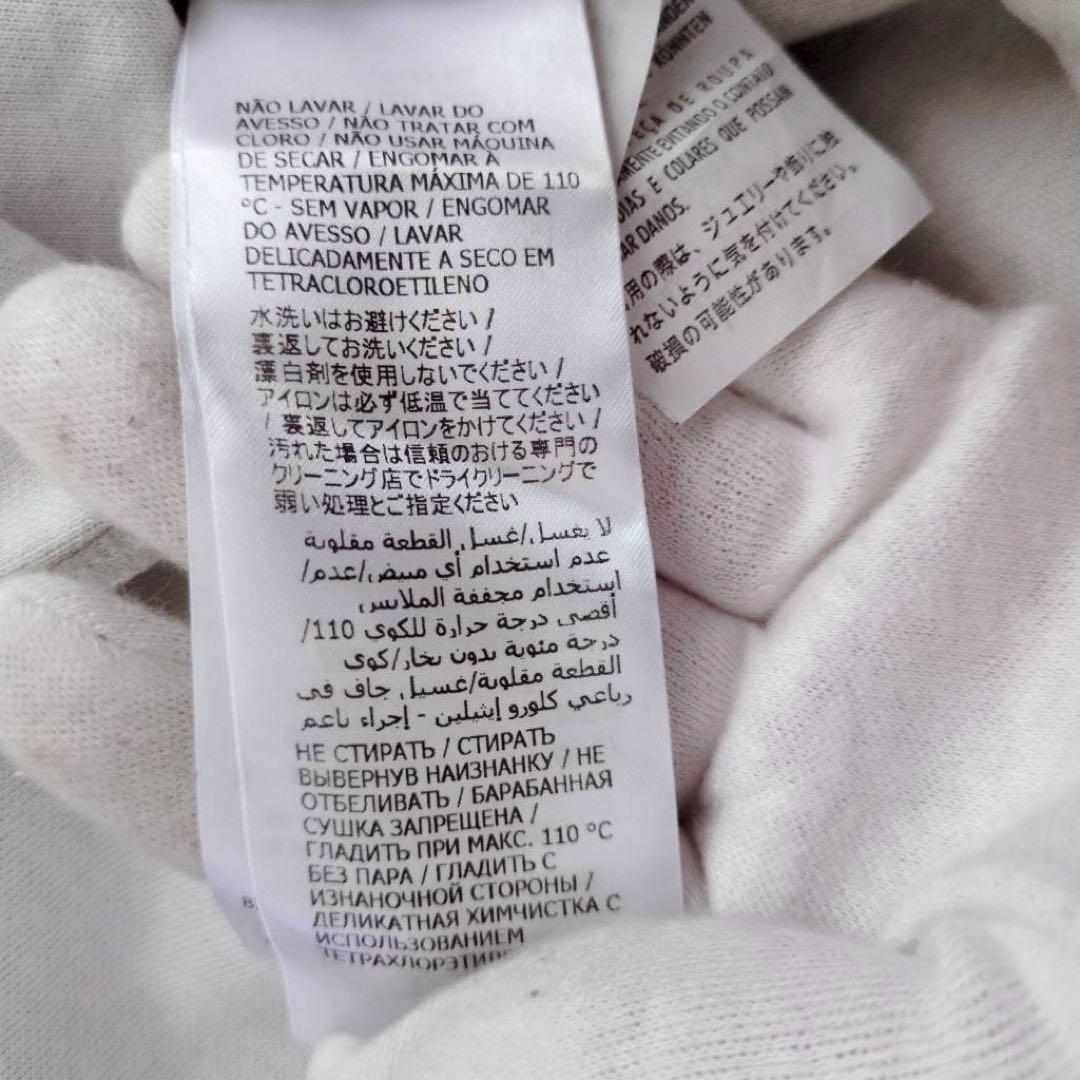 NÃO LAVAR / LAVAR DO
AVESSO / NÃO TRATAR COM
CLORO / NÃO USAR MÁQUINA
DE SECAR / ENGOMAR À
TEMPERATURA MÁXIMA DE 110
°C - SEM VAPOR / ENGOMAR
DO AVESSO / LAVAR
DELICADAMENTE A SECO EM
TETRACLOROETILENO
水洗いはお避けください /
裏返してお洗いください /
漂白剤を使用しないでください /
アイロンは必ず低温で当ててください
/ 裏返してアイロンをかけてください /
汚れた場合は信頼のおける専門の
クリーニング店でドライクリーニングで
弱い処理とご指定ください
لا يغسل/غسل القطعة مقلوبة
عدم استخدام أي مبيض/عدم/
إستخدام مجففة الملابس
أقصى درجة حرارة للكوى 110/
درجة مئوية بدون بخار/كوى
القطعة مقلوبة/غسيل جاف في
رباعي كلورو إيثيلين - إجراء ناعم
НЕ СТИРАТЬ / СТИРАТЬ
ВЫВЕРНУВ НАИЗНАНКУ / НЕ
ОТБЕЛИВАТЬ / БАРАБАННАЯ
СУШКА ЗАПРЕЩЕНА /
ГЛАДИТЬ ПРИ МАКС. 110 °C
БЕЗ ПАРА / ГЛАДИТЬ С
ИЗНАНОЧНОЙ СТОРОНЫ /
ДЕЛИКАТНАЯ ХИМЧИСТКА С
ИСПОЛЬЗОВАНИЕМ
KÖNNTEN
DE ROUPA
EVITANDO O CONTATO
E COLARES QUE POSSAM
DANOS.
の際は、ジュエリーや飾りに
れないように気を付けてください。
破損の可能性があります。